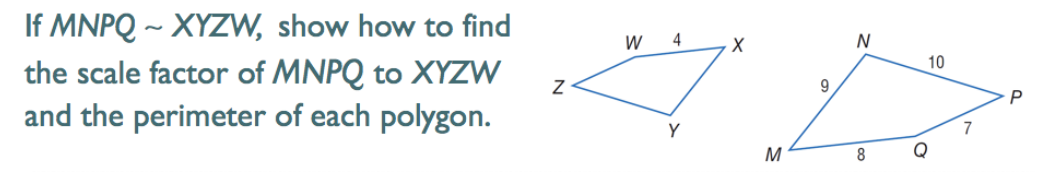 If MNPQ ~ XYZW, show how to find
the scale factor of MNPQ to XYZW
and the perimeter of each polygon.
W 4 X
Z
Y
N
10
9
P
7
M 8 Q